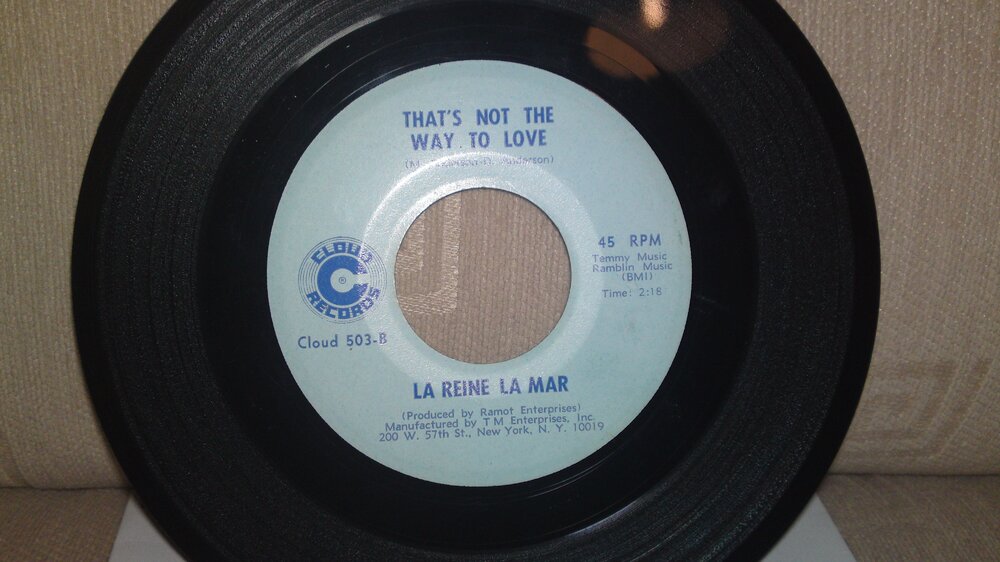 THAT'S NOT THE
WAY TO LOVE
(M. Anderson)
CLOUD
C
®
RECORDS
Cloud 503-B
45 RPM
Tammy Music
Ramblin Music
(BMI)
Time: 2:18
LA REINE LA MAR
(Produced by Ramot Enterprises)
Manufactured by T M Enterprises, Inc.
200 W. 57th St., New York, N. Y. 10019